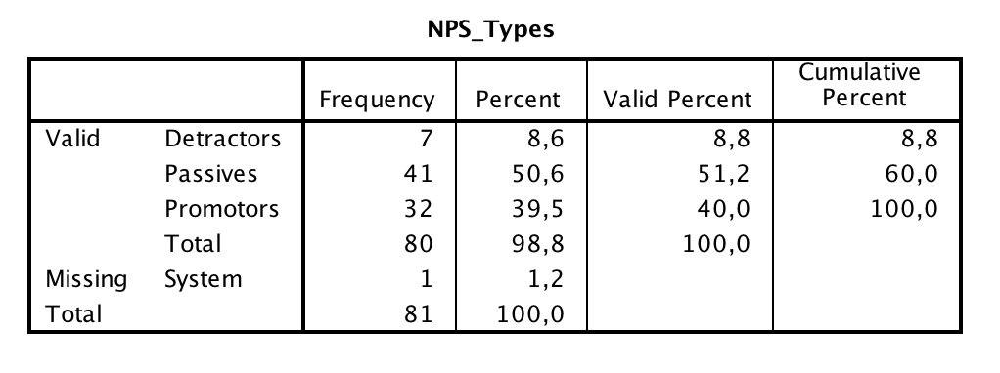 NPS_Types
Frequency Percent Valid Percent Cumulative Percent
Valid Detractors 7 8,6 8,8 8,8
Passives 41 50,6 51,2 60,0
Promotors 32 39,5 40,0 100,0
Total 80 98,8 100,0
Missing System 1 1,2
Total 81 100,0